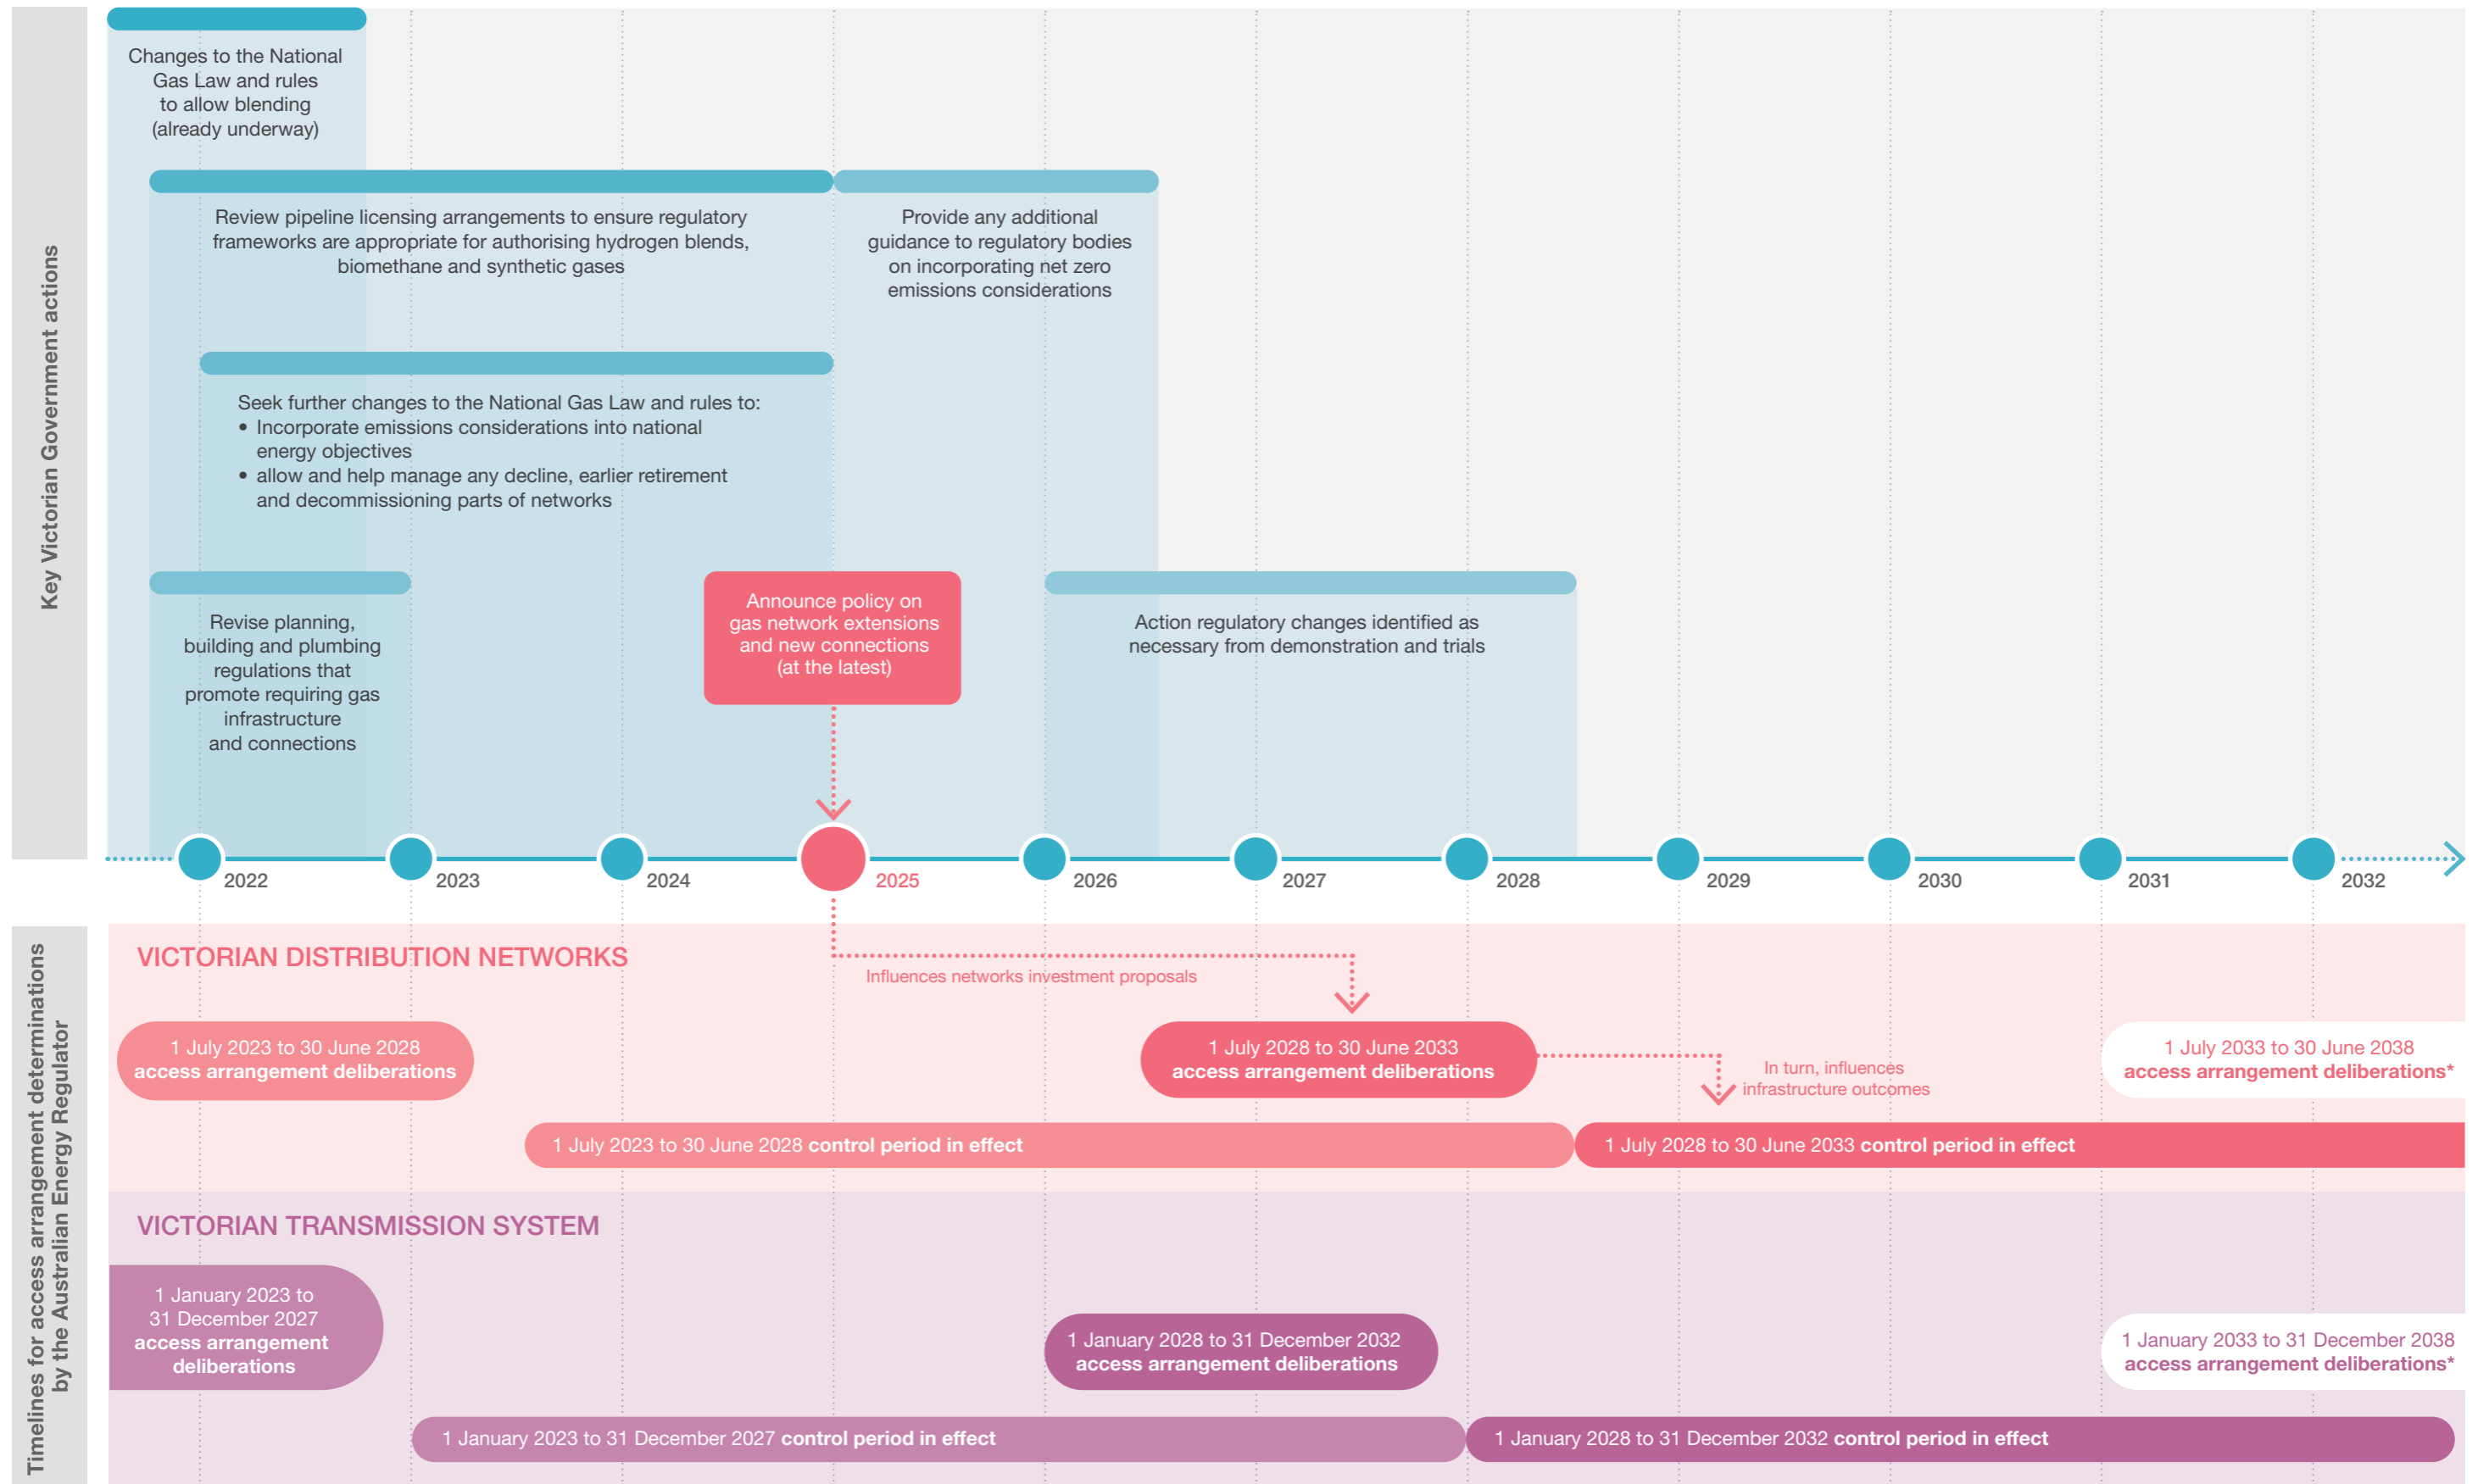 Key Victorian Government actions
Changes to the National
Gas Law and rules
to allow blending
(already underway)
Review pipeline licensing arrangements to ensure regulatory
frameworks are appropriate for authorising hydrogen blends,
biomethane and synthetic gases
Provide any additional
guidance to regulatory bodies
on incorporating net zero
emissions considerations
Seek further changes to the National Gas Law and rules to:
• Incorporate emissions considerations into national
energy objectives
• allow and help manage any decline, earlier retirement
and decommissioning parts of networks
Revise planning,
building and plumbing
regulations that
promote requiring gas
infrastructure
and connections
Announce policy on
gas network extensions
and new connections
(at the latest)
Action regulatory changes identified as
necessary from demonstration and trials
2022
2023
2024
2025
2026
2027
2028
2029
2030
2031
2032
Timelines for access arrangement determinations
by the Australian Energy Regulator
VICTORIAN DISTRIBUTION NETWORKS
Influences networks investment proposals
1 July 2023 to 30 June 2028
access arrangement deliberations
1 July 2028 to 30 June 2033
access arrangement deliberations
In turn, influences
infrastructure outcomes
1 July 2033 to 30 June 2038
access arrangement deliberations*
1 July 2023 to 30 June 2028 control period in effect
1 July 2028 to 30 June 2033 control period in effect
VICTORIAN TRANSMISSION SYSTEM
1 January 2023 to
31 December 2027
access arrangement
deliberations
1 January 2028 to 31 December 2032
access arrangement deliberations
1 January 2033 to 31 December 2038
access arrangement deliberations*
1 January 2023 to 31 December 2027 control period in effect
1 January 2028 to 31 December 2032 control period in effect